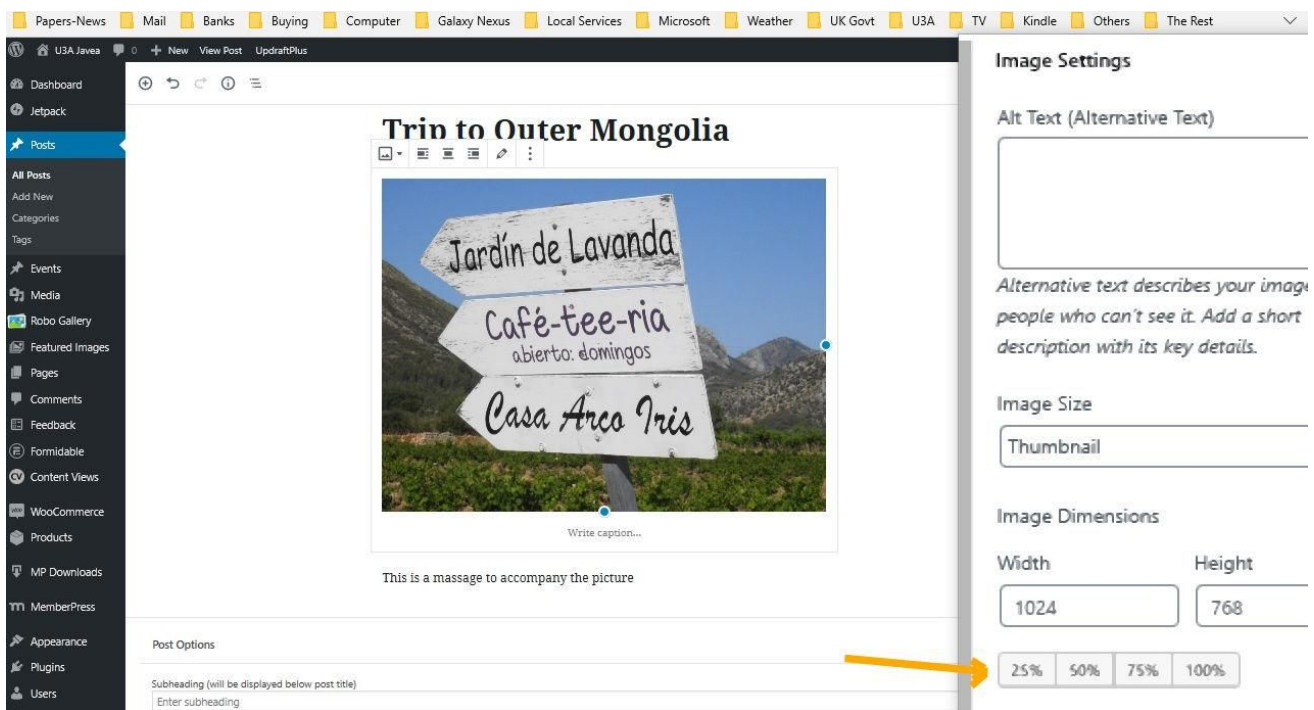 Papers-News Mail Banks Buying Computer Galaxy Nexus Local Services Microsoft Weather UK Govt U3A TV Kindle Others The Rest
U3A Javea 0 New View Post UpdraftPlus
Dashboard
Jetpack
Posts
All Posts
Add New
Categories
Tags
Events
Media
Robo Gallery
Featured Images
Pages
Comments
Feedback
Formidable
Content Views
WooCommerce
Products
MP Downloads
MemberPress
Appearance
Plugins
Users
Trip to Outer Mongolia
Jardín de Lavanda
Café-tee-ria
abierto: domingos
Casa Arco Iris
Write caption...
This is a massage to accompany the picture
Post Options
Subheading (will be displayed below post title)
Enter subheading
Image Settings
Alt Text (Alternative Text)
Alternative text describes your image
people who can't see it. Add a short
description with its key details.
Image Size
Thumbnail
Image Dimensions
Width Height
1024 768
25% 50% 75% 100%